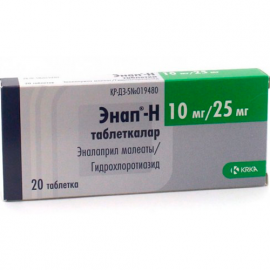 ҚР-ДЗ-5№019480
Энап®-Н 10 мг/25 мг
таблеткалар
Эналаприл малеаты/
Гидрохлоротиазид
20 таблетка
KRKA